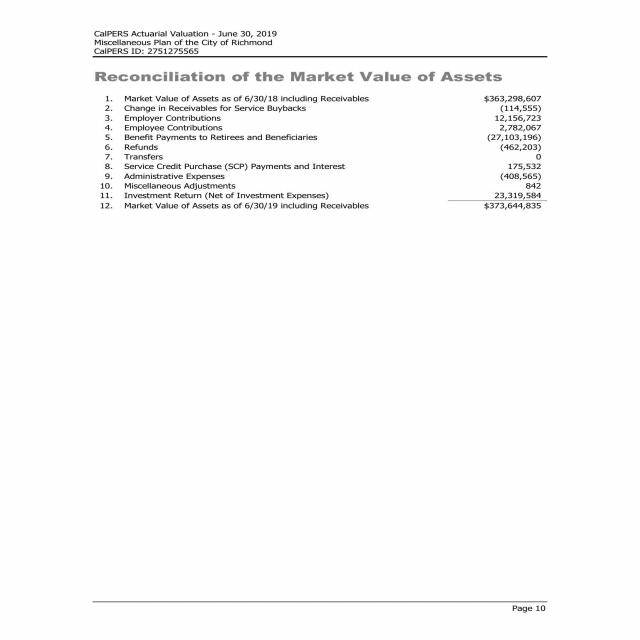 CalPERS Actuarial Valuation - June 30, 2019
Miscellaneous Plan of the City of Richmond
CalPERS ID: 2751275565
Reconciliation of the Market Value of Assets
1. Market Value of Assets as of 6/30/18 including Receivables $363,298,607
2. Change in Receivables for Service Buybacks (114,555)
3. Employer Contributions 12,156,723
4. Employee Contributions 2,782,067
5. Benefit Payments to Retirees and Beneficiaries (27,103,196)
6. Refunds (462,203)
7. Transfers 0
8. Service Credit Purchase (SCP) Payments and Interest 175,532
9. Administrative Expenses (408,565)
10. Miscellaneous Adjustments 842
11. Investment Return (Net of Investment Expenses) 23,319,584
12. Market Value of Assets as of 6/30/19 including Receivables $373,644,835
Page 10